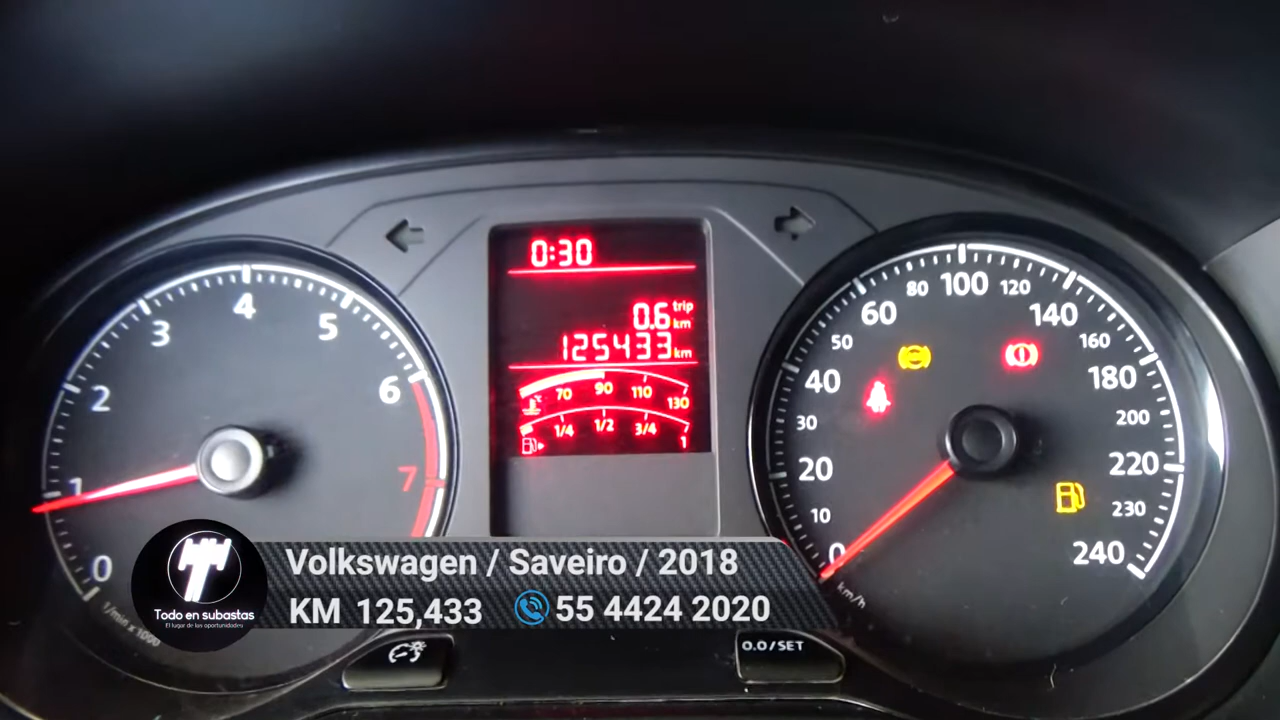 0:30
trip
0.6 km
125433 km
70 90 110 130
1/4 1/2 3/4 1
0 1 2 3 4 5 6 7
1/min x 1000
0 10 20 30 40 50 60 80 100 120 140 160 180 200 220 230 240
km/h
Volkswagen / Saveiro / 2018
KM 125,433 55 4424 2020
Todo en subastas
El lugar de las oportunidades
0.0/SET